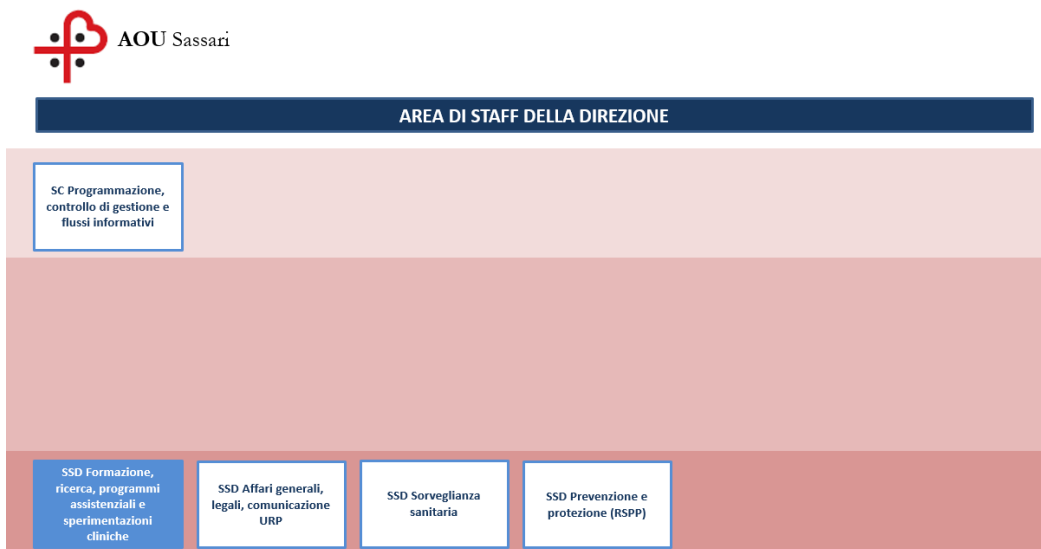 AOU Sassari
AREA DI STAFF DELLA DIREZIONE
SC Programmazione,
controllo di gestione e
flussi informativi
SSD Formazione,
ricerca, programmi
assistenziali e
sperimentazioni
cliniche
SSD Affari generali,
legali, comunicazione
URP
SSD Sorveglianza
sanitaria
SSD Prevenzione e
protezione (RSPP)